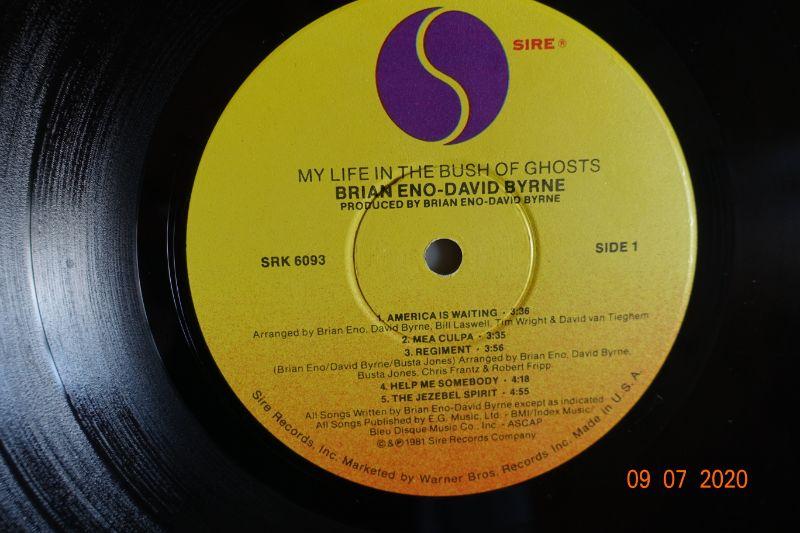 SIRE ®
MY LIFE IN THE BUSH OF GHOSTS
BRIAN ENO-DAVID BYRNE
PRODUCED BY BRIAN ENO-DAVID BYRNE
SRK 6093
SIDE 1
1. AMERICA IS WAITING · 3:36
Arranged by Brian Eno, David Byrne, Bill Laswell, Tim Wright & David van Tieghem
2. MEA CULPA · 3:35
3. REGIMENT · 3:56
(Brian Eno/David Byrne/Busta Jones) Arranged by Brian Eno, David Byrne,
Busta Jones, Chris Frantz & Robert Fripp
4. HELP ME SOMEBODY · 4:18
5. THE JEZEBEL SPIRIT · 4:55
All Songs Written by Brian Eno-David Byrne except as indicated
All Songs Published by E.G. Music, Ltd. - BMI/Index Music/
Bleu Disque Music Co., Inc. - ASCAP
©&℗1981 Sire Records Company
Sire Records, Inc. Marketed by Warner Bros. Records Inc. Made in U.S.A.
09 07 2020